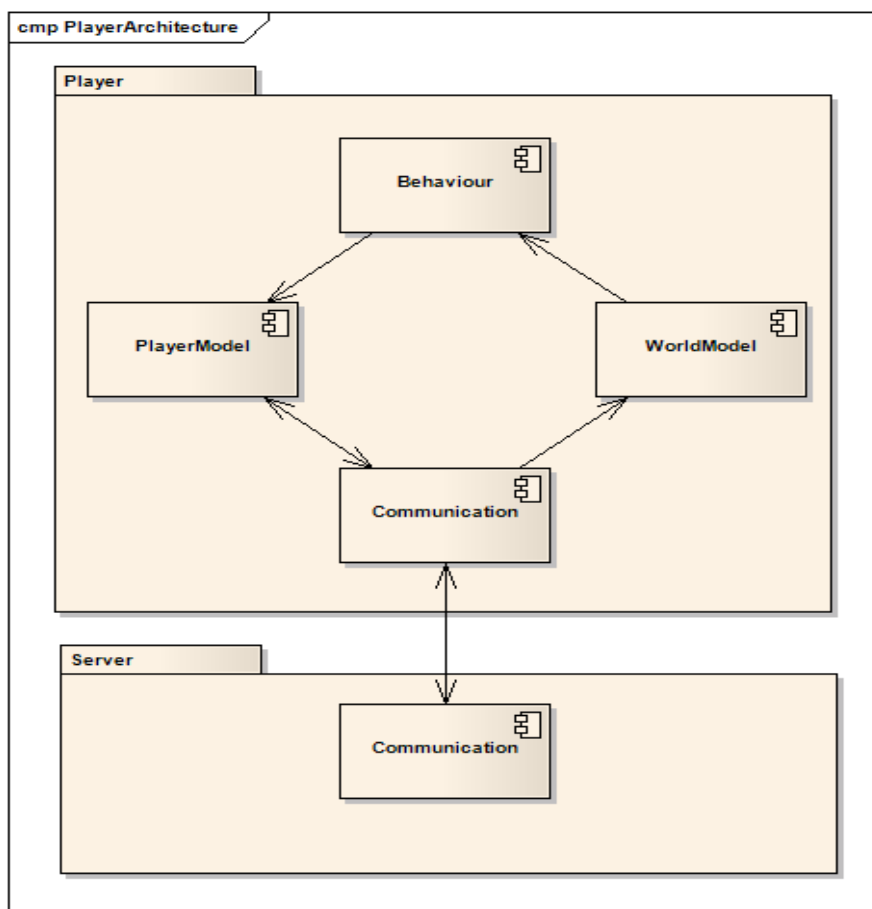 cmp PlayerArchitecture
Player
Behaviour
PlayerModel
WorldModel
Communication
Server
Communication